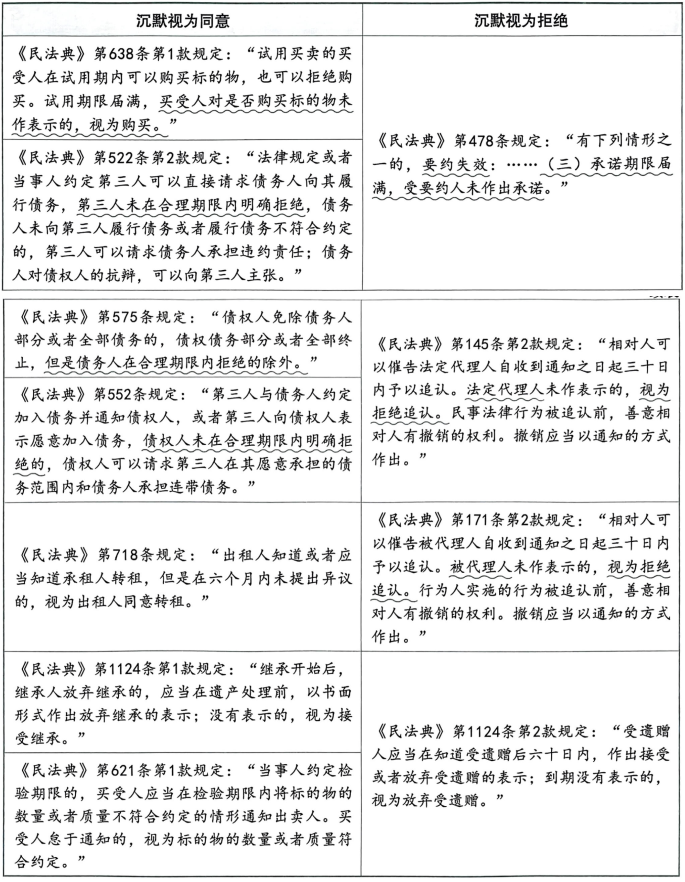 沉默视为同意
沉默视为拒绝
《民法典》第638条第1款规定：“试用买卖的买
受人在试用期内可以购买标的物，也可以拒绝购
买。试用期限届满，买受人对是否购买标的物未
作表示的，视为购买。”
《民法典》第522条第2款规定：“法律规定或者
当事人约定第三人可以直接请求债务人向其履
行债务，第三人未在合理期限内明确拒绝，债务
人未向第三人履行债务或者履行债务不符合约定
的，第三人可以请求债务人承担违约责任；债务
人对债权人的抗辩，可以向第三人主张。”
《民法典》第478条规定：“有下列情形之
一的，要约失效：……（三）承诺期限届
满，受要约人未作出承诺。”
《民法典》第575条规定：“债权人免除债务人
部分或者全部债务的，债权债务部分或者全部终
止，但是债务人在合理期限内拒绝的除外。”
《民法典》第552条规定：“第三人与债务人约定
加入债务并通知债权人，或者第三人向债权人表
示愿意加入债务，债权人未在合理期限内明确拒
绝的，债权人可以请求第三人在其愿意承担的债
务范围内和债务人承担连带债务。”
《民法典》第145条第2款规定：“相对人可
以催告法定代理人自收到通知之日起三十日
内予以追认。法定代理人未作表示的，视为
拒绝追认。民事法律行为被追认前，善意相
对人有撤销的权利。撤销应当以通知的方式
作出。”
《民法典》第718条规定：“出租人知道或者应
当知道承租人转租，但是在六个月内未提出异议
的，视为出租人同意转租。”
《民法典》第171条第2款规定：“相对人可
以催告被代理人自收到通知之日起三十日内
予以追认。被代理人未作表示的，视为拒绝
追认。行为人实施的行为被追认前，善意相
对人有撤销的权利。撤销应当以通知的方式
作出。”
《民法典》第1124条第1款规定：“继承开始后，
继承人放弃继承的，应当在遗产处理前，以书面
形式作出放弃继承的表示；没有表示的，视为接
受继承。”
《民法典》第621条第1款规定：“当事人约定检
验期限的，买受人应当在检验期限内将标的物的
数量或者质量不符合约定的情形通知出卖人。买
受人怠于通知的，视为标的物的数量或者质量符
合约定。”
《民法典》第1124条第2款规定：“受遗赠
人应当在知道受遗赠后六十日内，作出接受
或者放弃受遗赠的表示；到期没有表示的，
视为放弃受遗赠。”